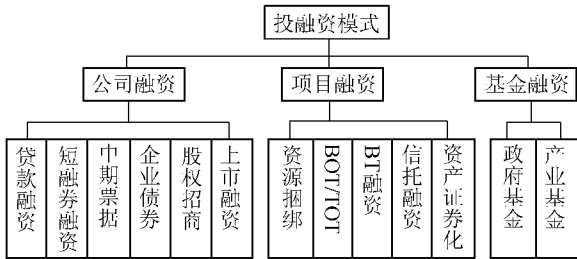 投融资模式
公司融资
项目融资
基金融资
贷款融资
短融券融资
中期票据
企业债券
股权招商
上市融资
资源捆绑
BOT/TOT
BT融资
信托融资
资产证券化
政府基金
产业基金